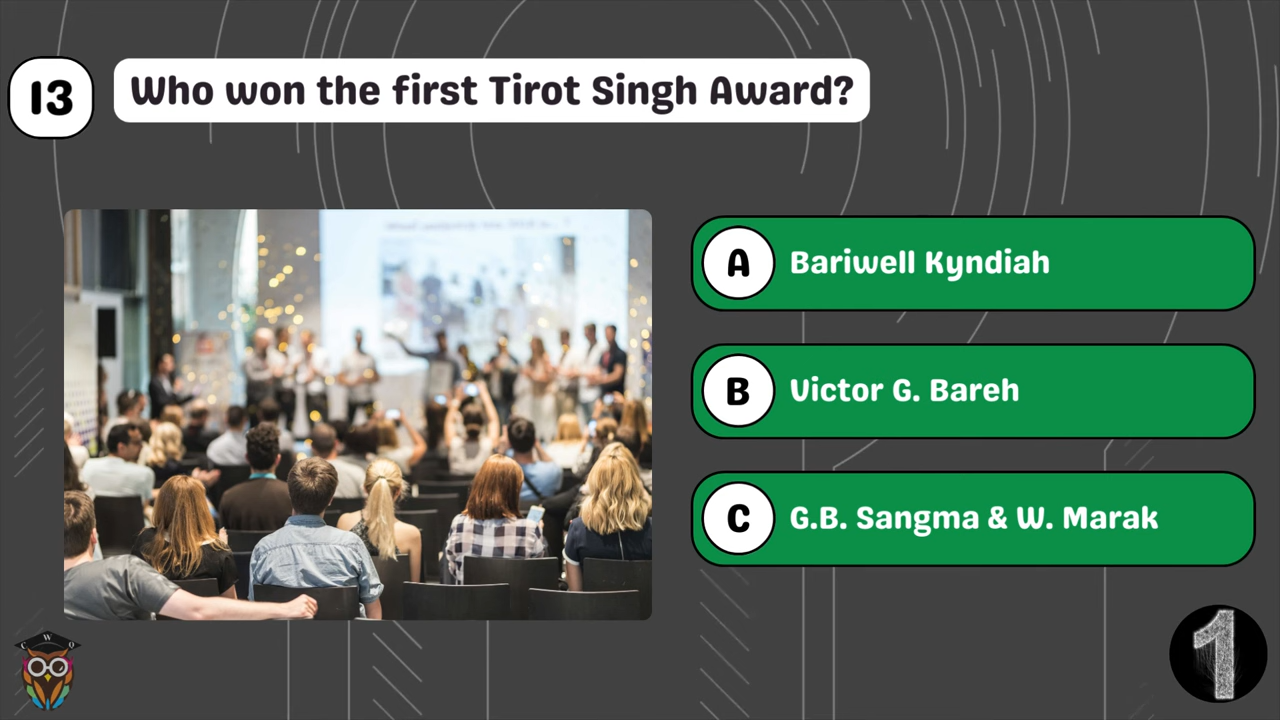 13
Who won the first Tirot Singh Award?
A
Bariwell Kyndiah
B
Victor G. Bareh
C
G.B. Sangma & W. Marak
C W Q
1